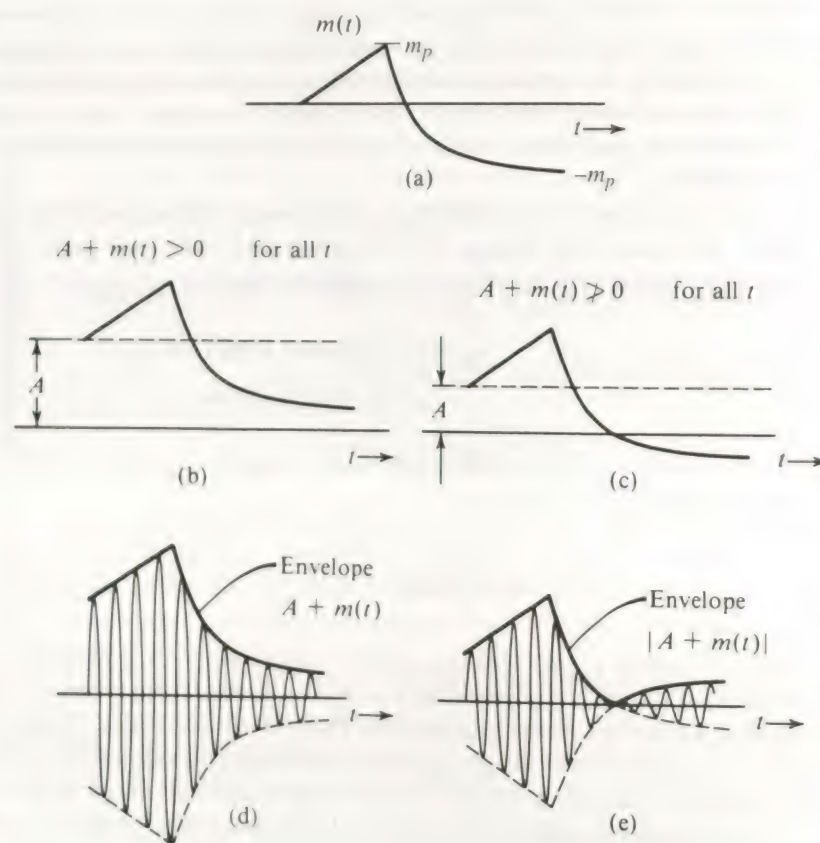 m(t)
m_p
t→
−m_p
(a)
A + m(t) > 0 for all t
A + m(t) ≯ 0 for all t
A
A
t→
t→
(b)
(c)
Envelope
A + m(t)
Envelope
|A + m(t)|
t→
t→
(d)
(e)